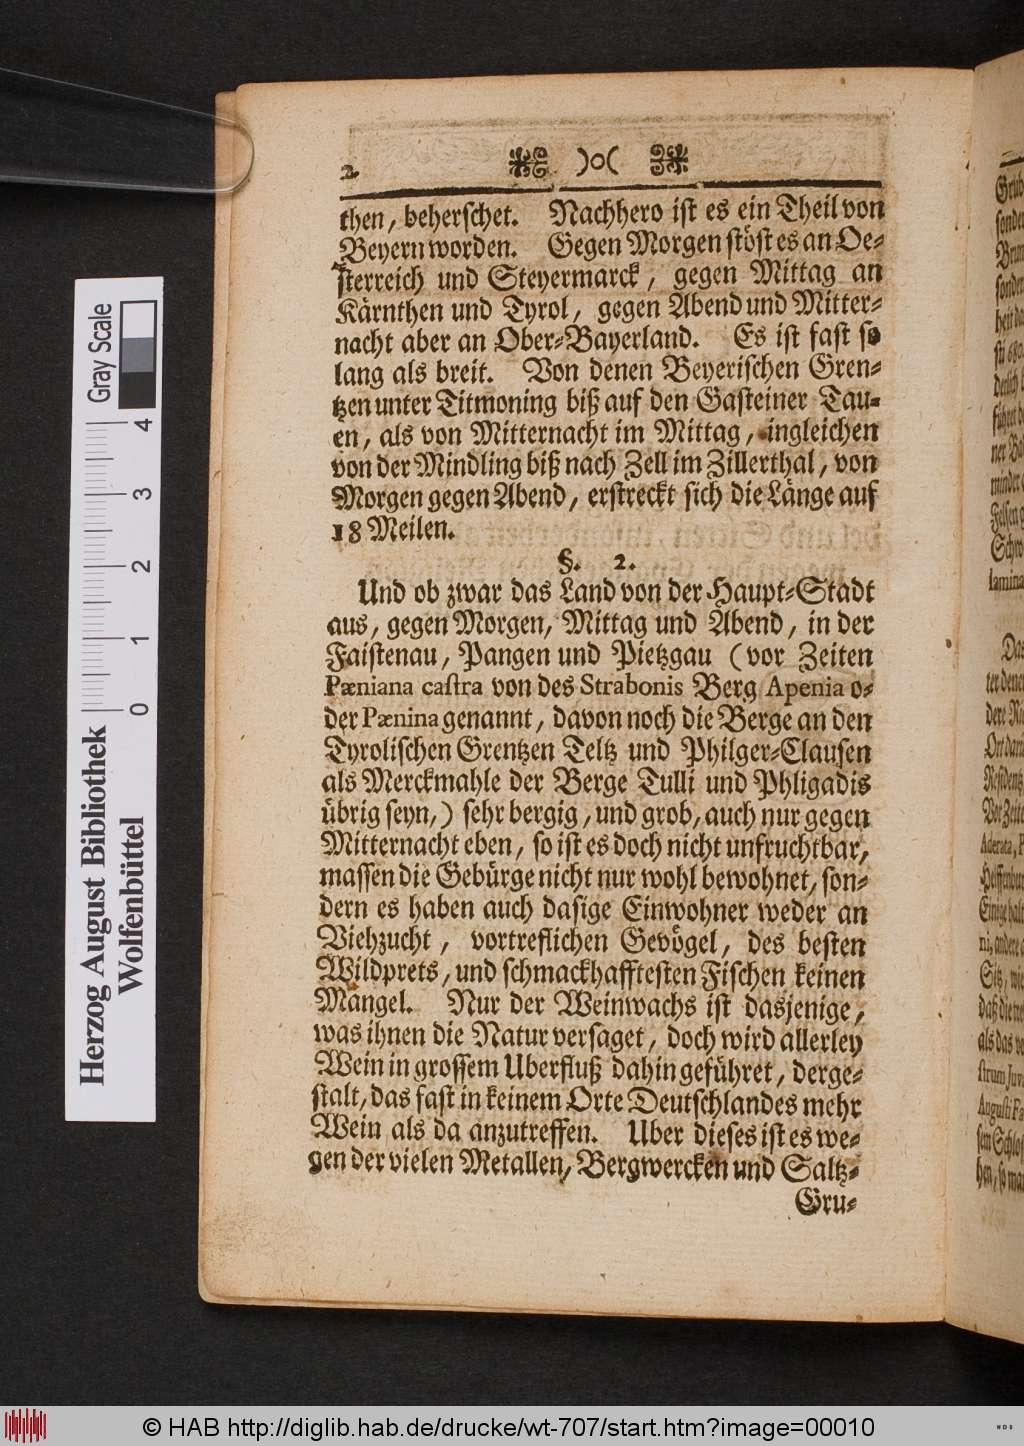 2.
)o(
then, beherschet. Nachhero ist es ein Theil von
Beyern worden. Gegen Morgen stöst es an Oe-
sterreich und Steyermarck, gegen Mittag an
Kärnthen und Tyrol, gegen Abend und Mitter-
nacht aber an Ober-Bayerland. Es ist fast so
lang als breit. Von denen Beyerischen Gren-
tzen unter Titmoning biß auf den Gasteiner Tau-
en, als von Mitternacht im Mittag, ingleichen
von der Mindling biß nach Zell im Zillerthal, von
Morgen gegen Abend, erstreckt sich die Länge auf
18 Meilen.
§. 2.
Und ob zwar das Land von der Haupt-Stadt
aus, gegen Morgen, Mittag und Abend, in der
Faistenau, Pangen und Pietzgau (vor Zeiten
Pæniana castra von des Strabonis Berg Apenia o-
der Pænina genannt, davon noch die Berge an den
Tyrolischen Grentzen Teltz und Philger-Clausen
als Merckmahle der Berge Tulli und Phligadis
übrig seyn,) sehr bergig, und grob, auch nur gegen
Mitternacht eben, so ist es doch nicht unfruchtbar,
massen die Gebürge nicht nur wohl bewohnet, son-
dern es haben auch dasige Einwohner weder an
Viehzucht, vortreflichen Gevögel, des besten
Wildprets, und schmackhafftesten Fischen keinen
Mangel. Nur der Weinwachs ist dasjenige,
was ihnen die Natur versaget, doch wird allerley
Wein in grossem Uberfluß dahin geführet, derge-
stalt, das fast in keinem Orte Deutschlandes mehr
Wein als da anzutreffen. Uber dieses ist es we-
gen der vielen Metallen, Bergwercken und Saltz-
Gru-
Herzog August Bibliothek
Wolfenbüttel
0 1 2 3 4
Gray Scale
© HAB http://diglib.hab.de/drucke/wt-707/start.htm?image=00010